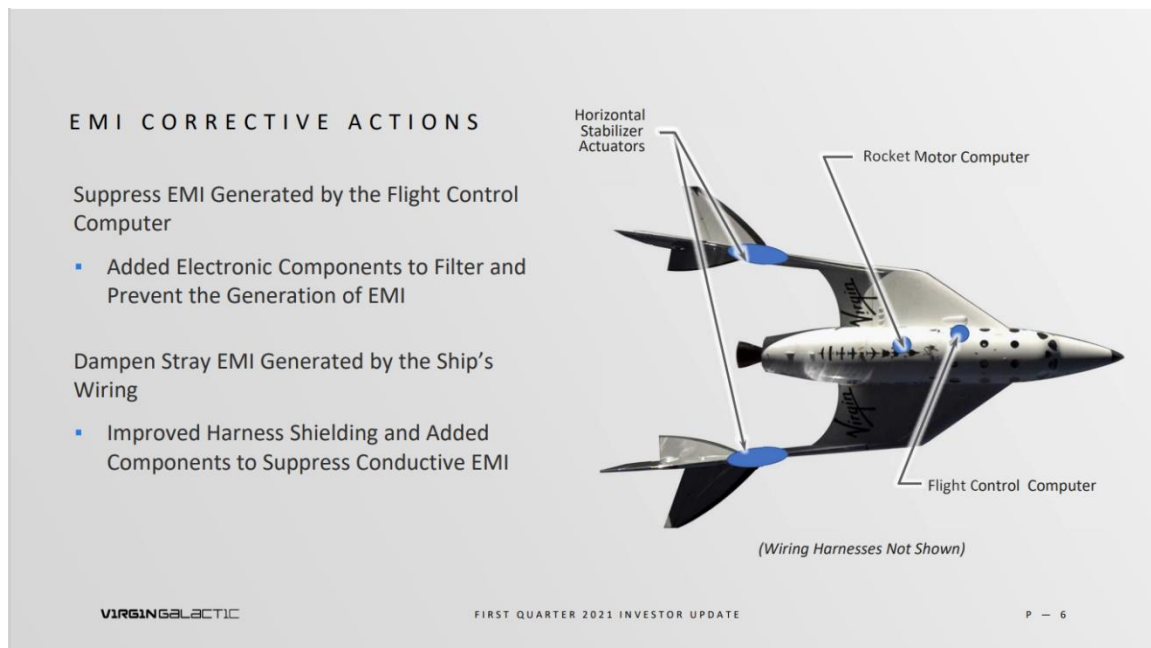 EMI CORRECTIVE ACTIONS
Suppress EMI Generated by the Flight Control
Computer
▪ Added Electronic Components to Filter and
Prevent the Generation of EMI
Dampen Stray EMI Generated by the Ship's
Wiring
▪ Improved Harness Shielding and Added
Components to Suppress Conductive EMI
Horizontal
Stabilizer
Actuators
Rocket Motor Computer
Virgin
Virgin
Flight Control Computer
(Wiring Harnesses Not Shown)
V1RG1N GALACT1C
FIRST QUARTER 2021 INVESTOR UPDATE
P — 6